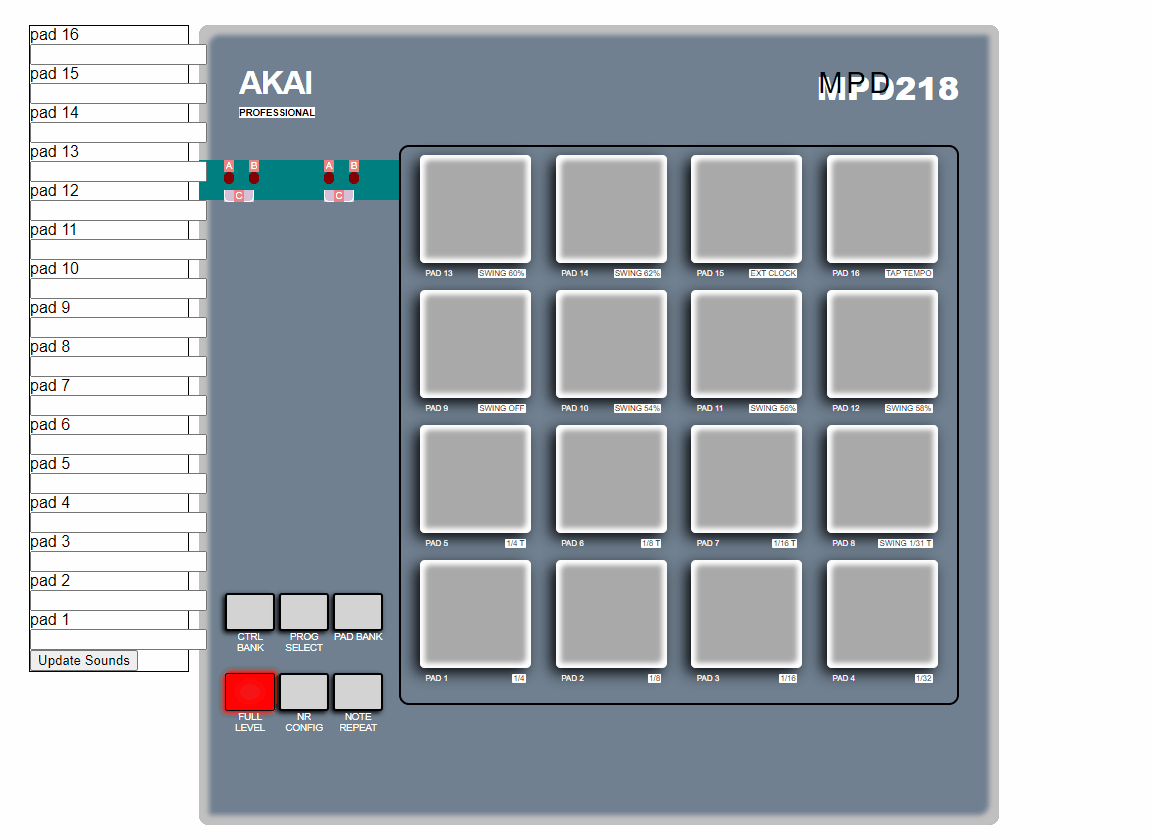 pad 16
pad 15
pad 14
pad 13
pad 12
pad 11
pad 10
pad 9
pad 8
pad 7
pad 6
pad 5
pad 4
pad 3
pad 2
pad 1
Update Sounds
AKAI
PROFESSIONAL
MPD
MPD218
A B A B
C C
PAD 13 SWING 60% PAD 14 SWING 62% PAD 15 EXT CLOCK PAD 16 TAP TEMPO
PAD 9 SWING OFF PAD 10 SWING 54% PAD 11 SWING 56% PAD 12 SWING 58%
PAD 5 1/4 T PAD 6 1/8 T PAD 7 1/16 T PAD 8 SWING 1/31 T
PAD 1 1/4 PAD 2 1/8 PAD 3 1/16 PAD 4 1/32
CTRL PROG PAD BANK
BANK SELECT
FULL NR NOTE
LEVEL CONFIG REPEAT